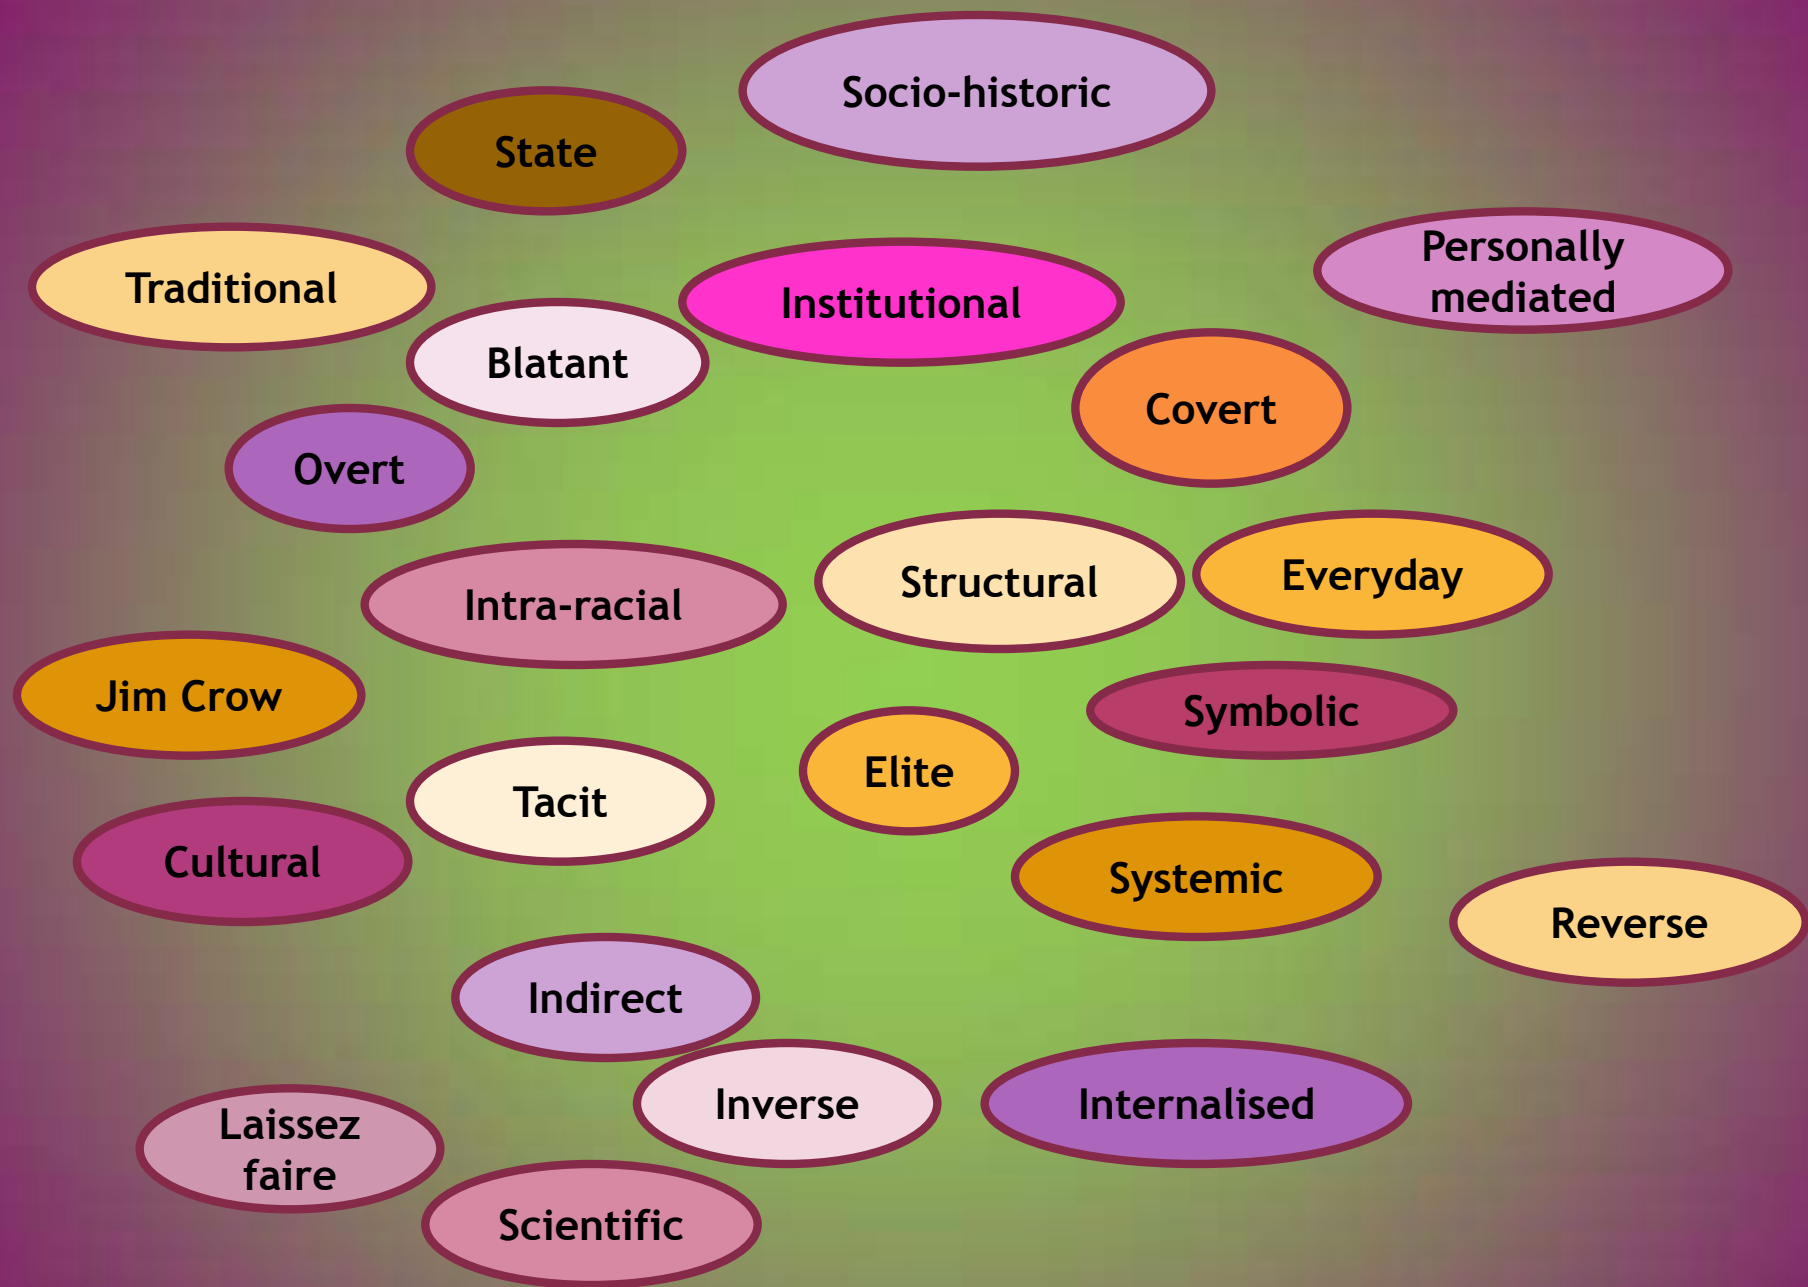 Socio-historic
State
Personally
mediated
Traditional
Institutional
Blatant
Covert
Overt
Structural
Everyday
Intra-racial
Jim Crow
Symbolic
Elite
Tacit
Cultural
Systemic
Reverse
Indirect
Inverse
Internalised
Laissez
faire
Scientific